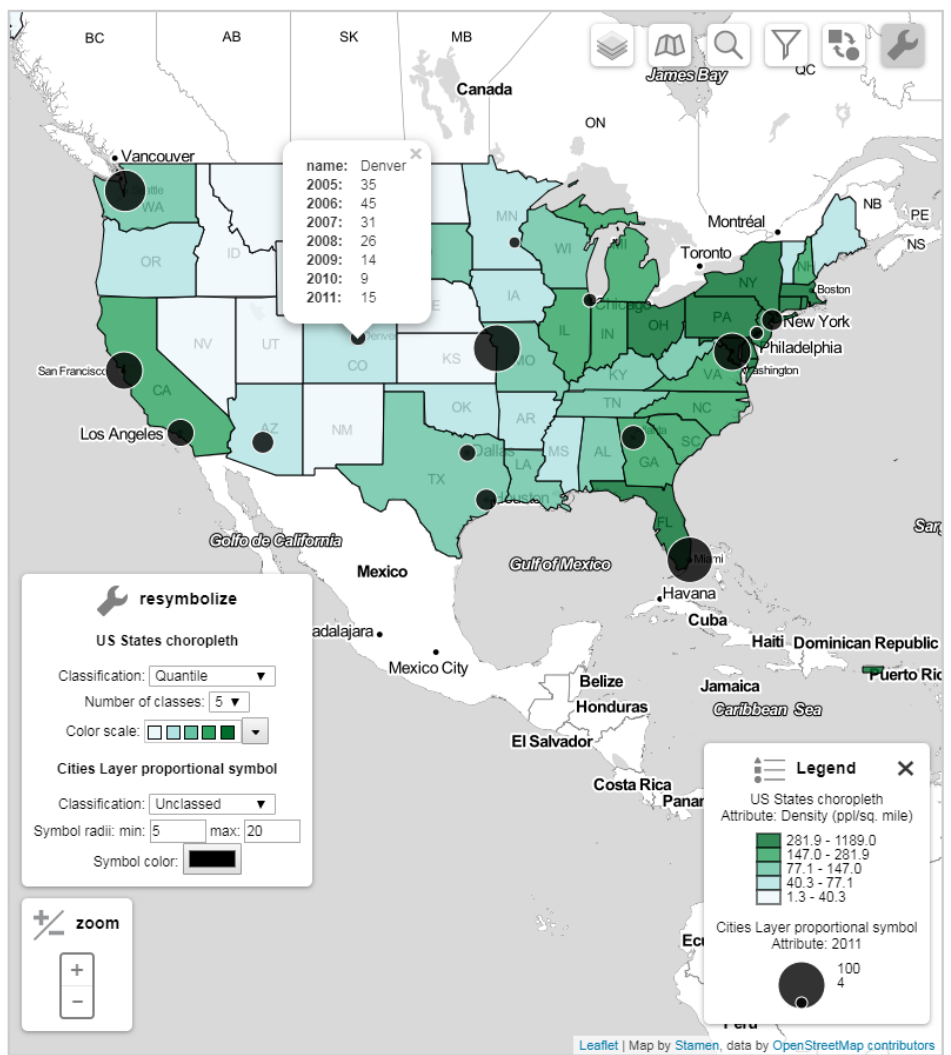 BC
AB
SK
MB
Canada
James Bay
QC
ON
NB
PE
NS
Montréal
Toronto
Vancouver
Seattle
WA
OR
ID
MN
WI
MI
NH
NY
Boston
×
name: Denver
2005: 35
2006: 45
2007: 31
2008: 26
2009: 14
2010: 9
2011: 15
IA
Chicago
New York
Philadelphia
Washington
NV
UT
Denver
CO
E
KS
MO
IL
IN
OH
PA
VA
KY
San Francisco
CA
Los Angeles
AZ
NM
OK
AR
TN
NC
SC
Dallas
TX
LA
MS
AL
GA
FL
Houston
Miami
Golfo de California
Gulf of Mexico
Mexico
Havana
Cuba
Haiti
Dominican Republic
Puerto Ric
Jamaica
Caribbean Sea
Sarg
adalajara
Mexico City
Belize
Honduras
El Salvador
Costa Rica
Panam
resymbolize
US States choropleth
Classification: Quantile ▼
Number of classes: 5 ▼
Color scale:
Cities Layer proportional symbol
Classification: Unclassed ▼
Symbol radii: min: 5 max: 20
Symbol color:
zoom
+
−
Legend
US States choropleth
Attribute: Density (ppl/sq. mile)
281.9 - 1189.0
147.0 - 281.9
77.1 - 147.0
40.3 - 77.1
1.3 - 40.3
Cities Layer proportional symbol
Attribute: 2011
100
4
Ecu
Peru
Leaflet | Map by Stamen, data by OpenStreetMap contributors